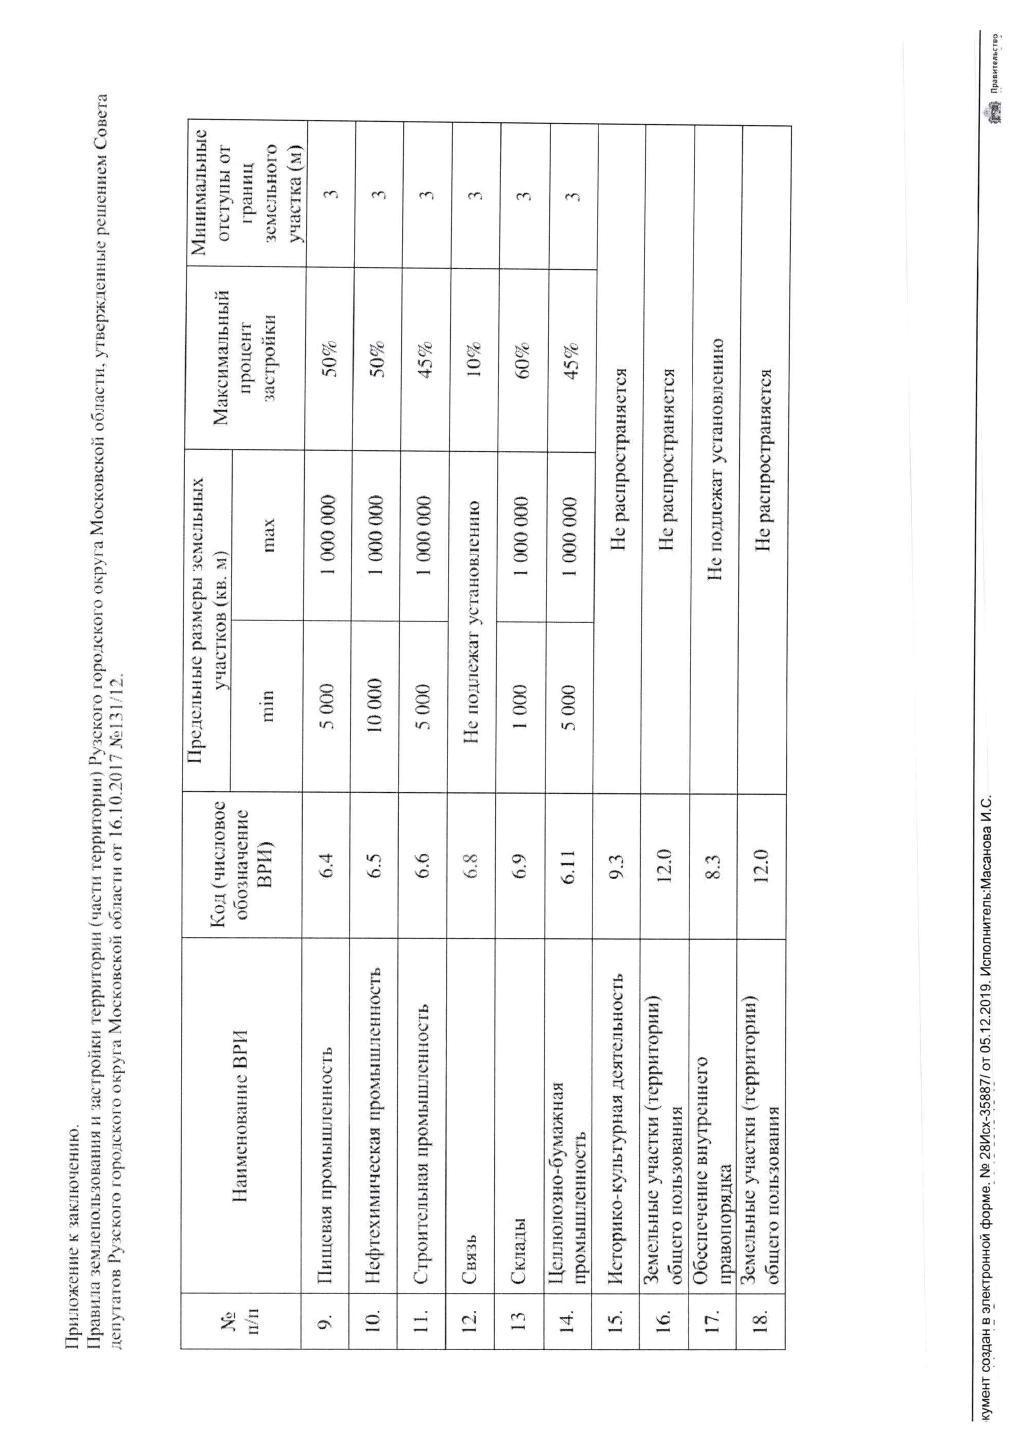 Приложение к заключению.
Правила землепользования и застройки территории (части территории) Рузского городского округа Московской области, утвержденные решением Совета
депутатов Рузского городского округа Московской области от 16.10.2017 №131/12.
№ п/п | Наименование ВРИ | Код (числовое обозначение ВРИ) | Предельные размеры земельных участков (кв. м) | Максимальный процент застройки | Минимальные отступы от границ земельного участка (м)
min | max
9. | Пищевая промышленность | 6.4 | 5 000 | 1 000 000 | 50% | 3
10. | Нефтехимическая промышленность | 6.5 | 10 000 | 1 000 000 | 50% | 3
11. | Строительная промышленность | 6.6 | 5 000 | 1 000 000 | 45% | 3
12. | Связь | 6.8 | Не подлежат установлению | 10% | 3
13 | Склады | 6.9 | 1 000 | 1 000 000 | 60% | 3
14. | Целлюлозно-бумажная промышленность | 6.11 | 5 000 | 1 000 000 | 45% | 3
15. | Историко-культурная деятельность | 9.3 | Не распространяется
16. | Земельные участки (территории) общего пользования | 12.0 | Не распространяется
17. | Обеспечение внутреннего правопорядка | 8.3 | Не подлежат установлению
18. | Земельные участки (территории) общего пользования | 12.0 | Не распространяется
кумент создан в электронной форме. № 28Исх-35887/ от 05.12.2019. Исполнитель:Масанова И.С.
Правительство